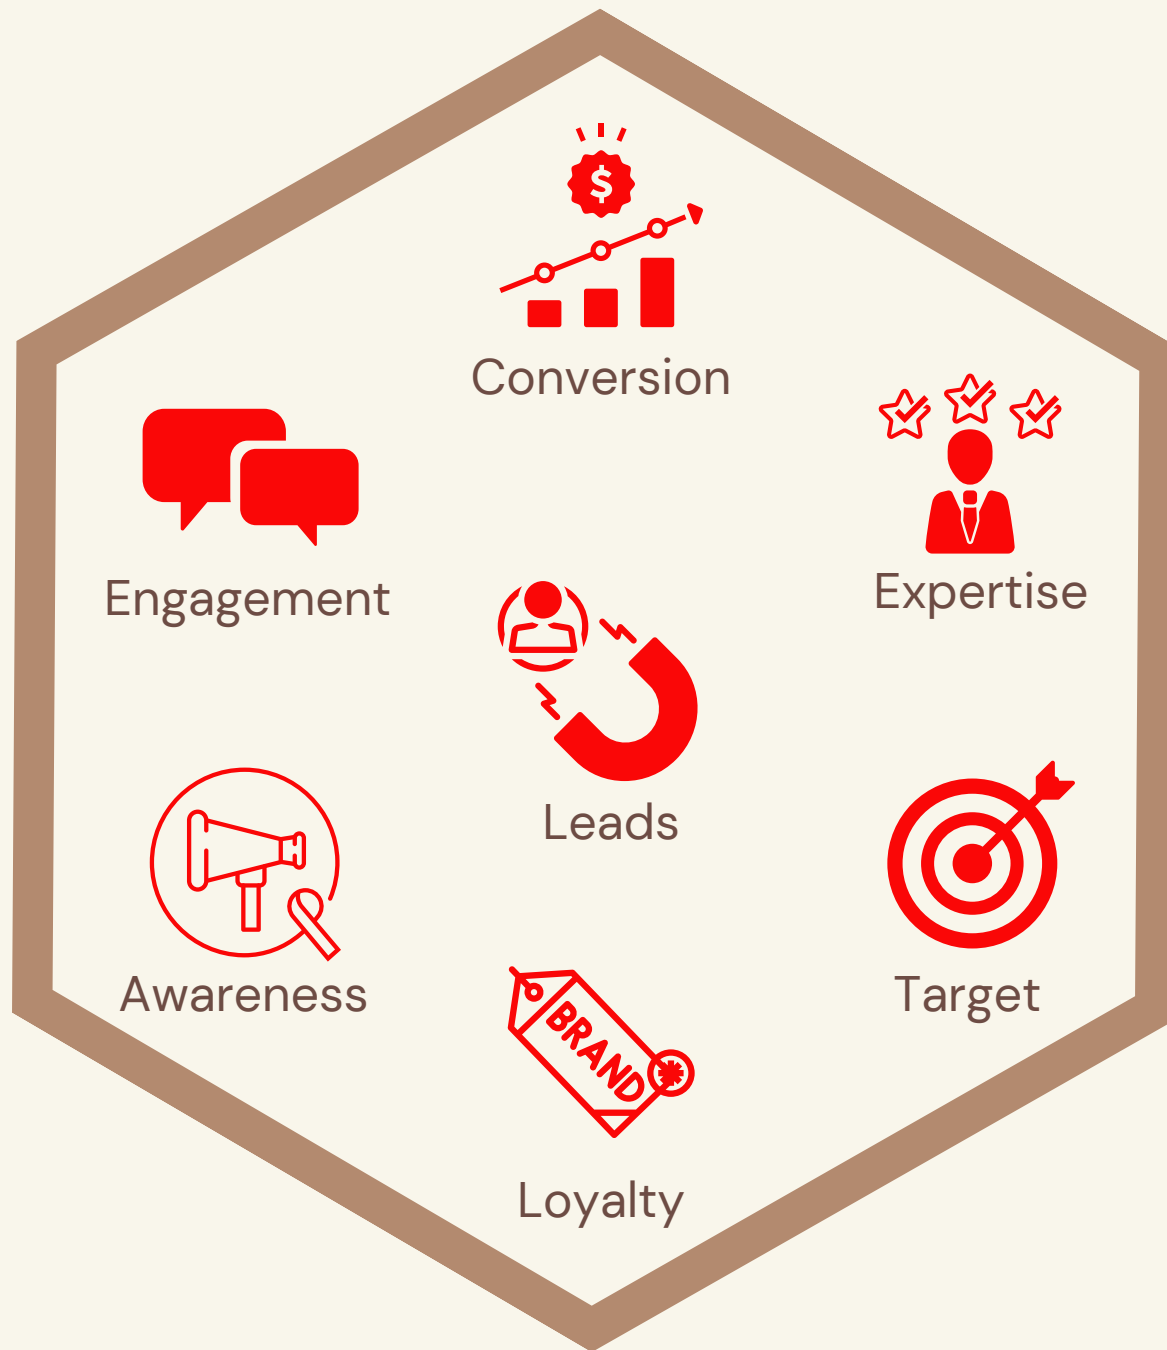 $
Conversion
Engagement
Expertise
Leads
Awareness
Target
BRAND
Loyalty